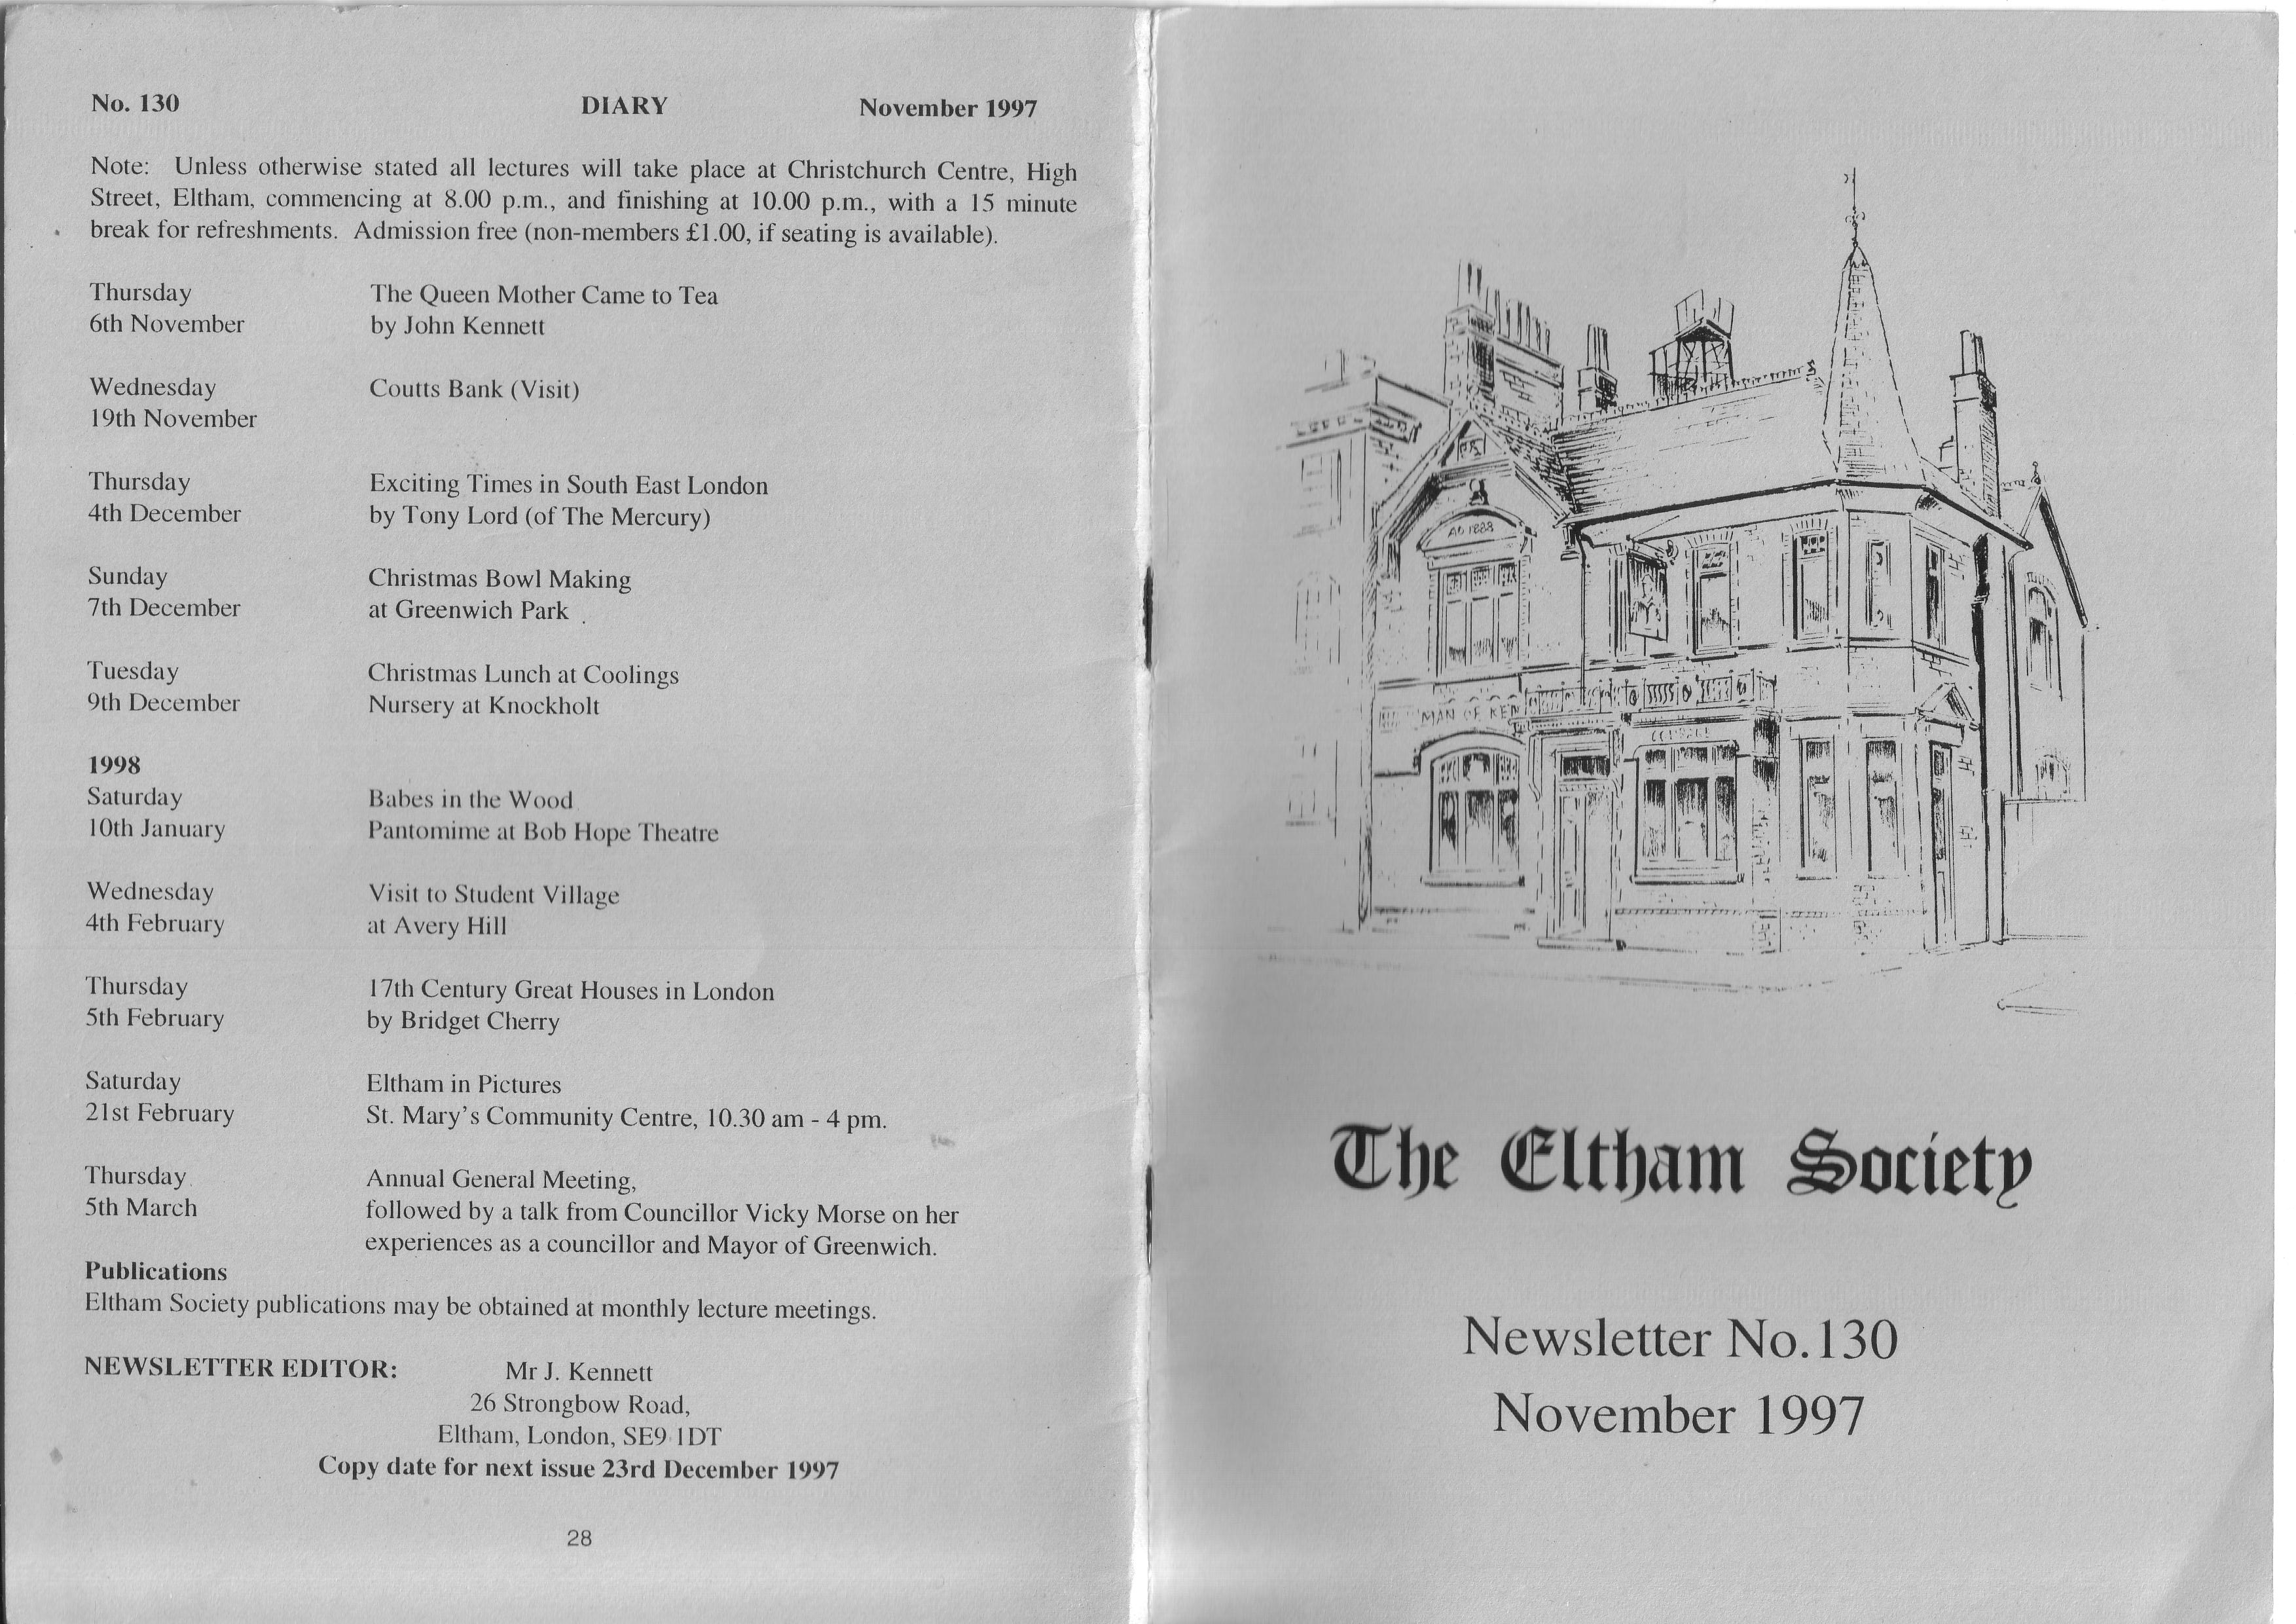 No. 130 DIARY November 1997
Note: Unless otherwise stated all lectures will take place at Christchurch Centre, High
Street, Eltham, commencing at 8.00 p.m., and finishing at 10.00 p.m., with a 15 minute
break for refreshments. Admission free (non-members £1.00, if seating is available).
Thursday The Queen Mother Came to Tea
6th November by John Kennett
Wednesday Coutts Bank (Visit)
19th November
Thursday Exciting Times in South East London
4th December by Tony Lord (of The Mercury)
Sunday Christmas Bowl Making
7th December at Greenwich Park
Tuesday Christmas Lunch at Coolings
9th December Nursery at Knockholt
1998
Saturday Babes in the Wood
10th January Pantomime at Bob Hope Theatre
Wednesday Visit to Student Village
4th February at Avery Hill
Thursday 17th Century Great Houses in London
5th February by Bridget Cherry
Saturday Eltham in Pictures
21st February St. Mary's Community Centre, 10.30 am - 4 pm.
Thursday Annual General Meeting,
5th March followed by a talk from Councillor Vicky Morse on her
experiences as a councillor and Mayor of Greenwich.
Publications
Eltham Society publications may be obtained at monthly lecture meetings.
NEWSLETTER EDITOR: Mr J. Kennett
26 Strongbow Road,
Eltham, London, SE9 1DT
Copy date for next issue 23rd December 1997
28
AD 1888
MAN OF KEN
The Eltham Society
Newsletter No.130
November 1997